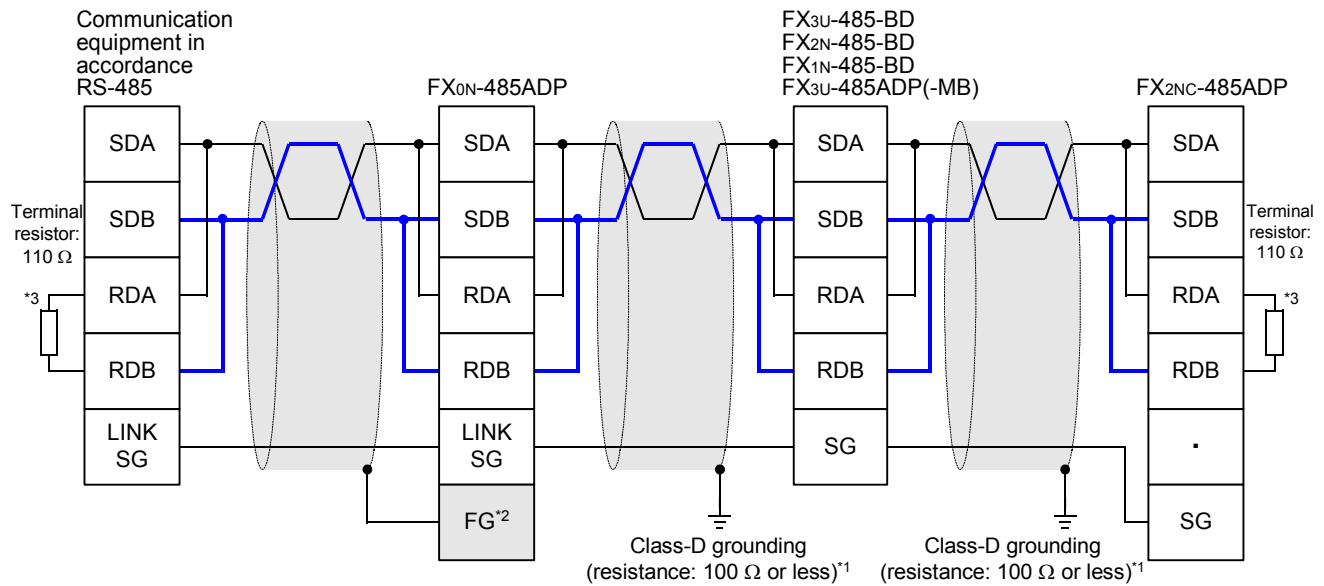 Communication
equipment in
accordance
RS-485
FX0N-485ADP
FX3U-485-BD
FX2N-485-BD
FX1N-485-BD
FX3U-485ADP(-MB)
FX2NC-485ADP
SDA
SDA
SDA
SDA
SDB
SDB
SDB
SDB
Terminal
resistor:
110 Ω
Terminal
resistor:
110 Ω
*3
RDA
RDA
RDA
RDA
*3
RDB
RDB
RDB
RDB
LINK
SG
LINK
SG
SG
·
FG*2
SG
Class-D grounding
(resistance: 100 Ω or less)*1
Class-D grounding
(resistance: 100 Ω or less)*1